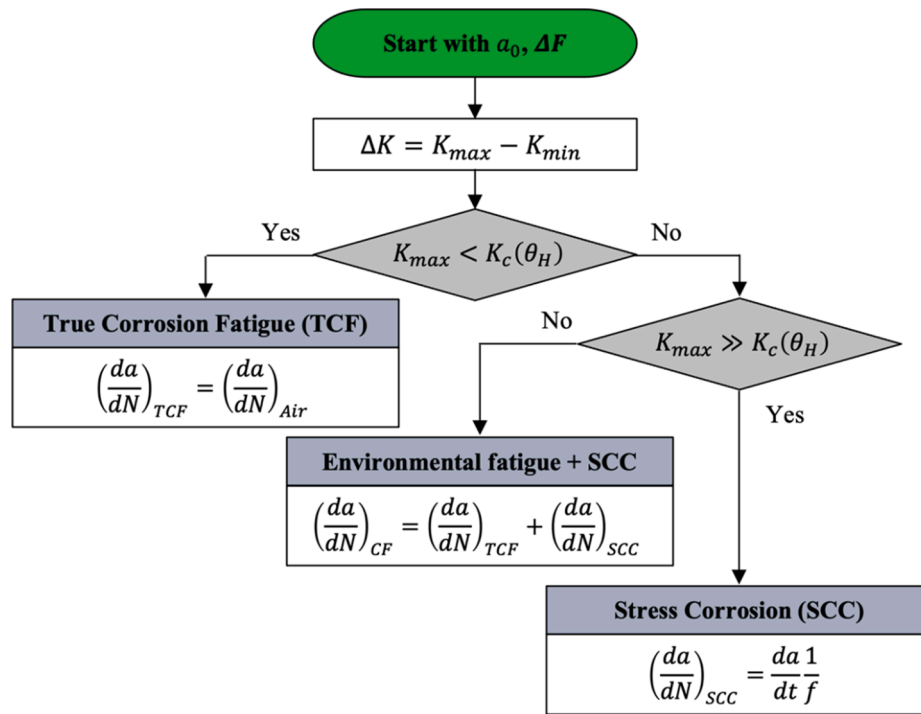 Start with a₀, ΔF
ΔK = K_max − K_min
Yes
K_max < K_c(θ_H)
No
True Corrosion Fatigue (TCF)
(da/dN)_TCF = (da/dN)_Air
No
K_max ≫ K_c(θ_H)
Yes
Environmental fatigue + SCC
(da/dN)_CF = (da/dN)_TCF + (da/dN)_SCC
Stress Corrosion (SCC)
(da/dN)_SCC = da/dt 1/f